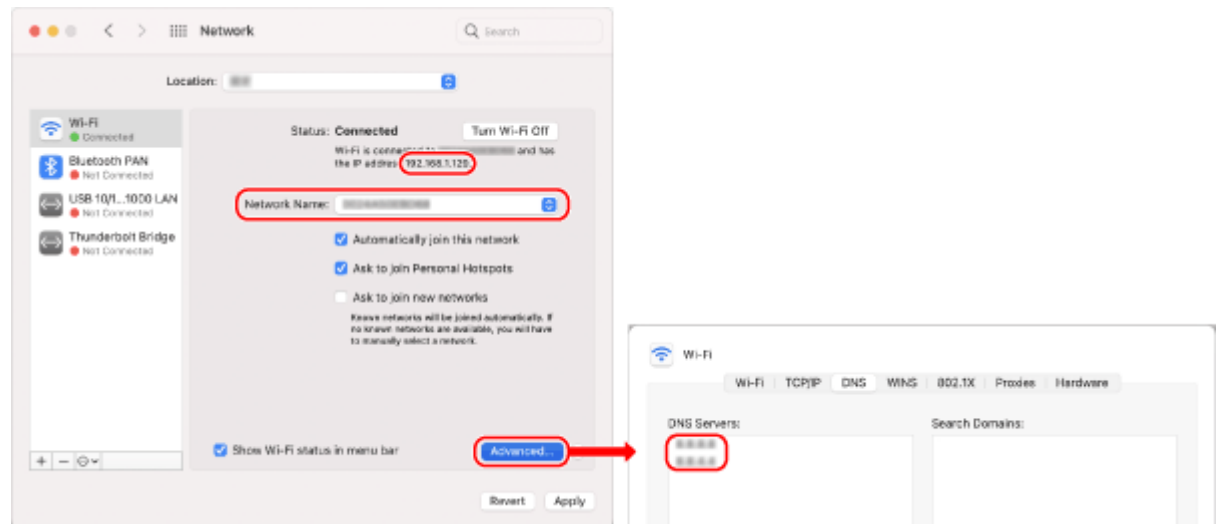 Network
Search
Location:
Wi-Fi
Connected
Bluetooth PAN
Not Connected
USB 10/1...1000 LAN
Not Connected
Thunderbolt Bridge
Not Connected
Status: Connected
Turn Wi-Fi Off
Wi-Fi is connected to and has
the IP address 192.168.1.129.
Network Name:
Automatically join this network
Ask to join Personal Hotspots
Ask to join new networks
Known networks will be joined automatically. If
no known networks are available, you will have
to manually select a network.
Show Wi-Fi status in menu bar
Advanced...
Revert
Apply
Wi-Fi
Wi-Fi TCP/IP DNS WINS 802.1X Proxies Hardware
DNS Servers:
Search Domains: